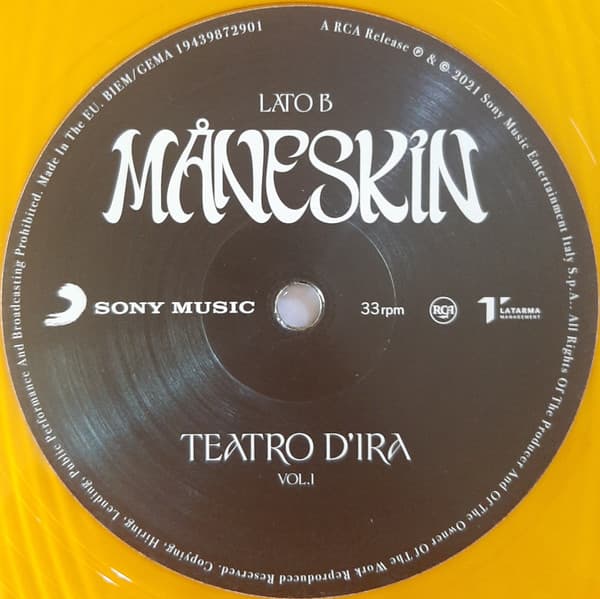 LATO B
MÅNESKIN
SONY MUSIC
33rpm
RCA
LATARMA
MANAGEMENT
TEATRO D'IRA
VOL.I
A RCA Release ℗ & © 2021 Sony Music Entertainment Italy S.p.A.. All Rights Of The Producer And Of The Owner Of The Work Reproduced Reserved. Copying, Hiring, Lending, Public Performance And Broadcasting Prohibited. Made In The EU. BIEM/GEMA 19439872901